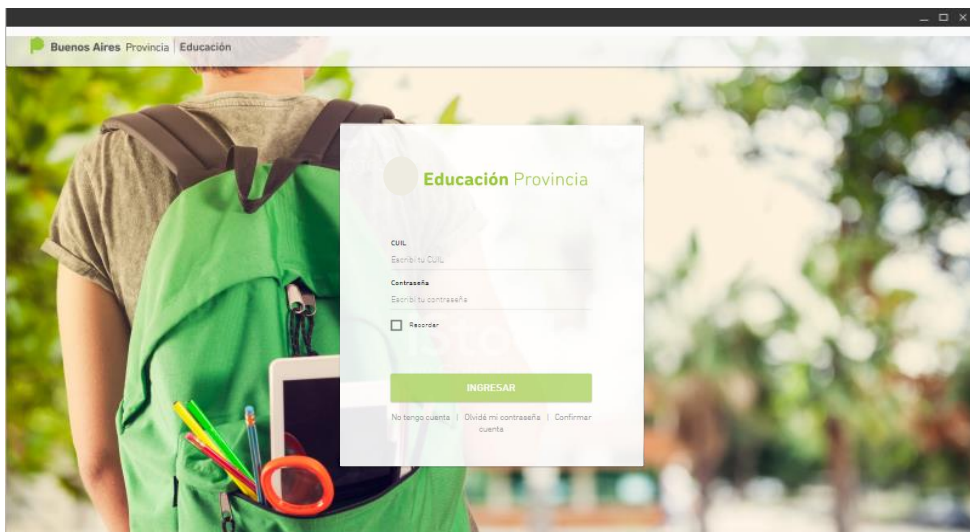 Buenos Aires Provincia | Educación
Educación Provincia
CUIL
Escribí tu CUIL
Contraseña
Escribí tu contraseña
Recordar
iStock
INGRESAR
No tengo cuenta | Olvidé mi contraseña | Confirmar
cuenta